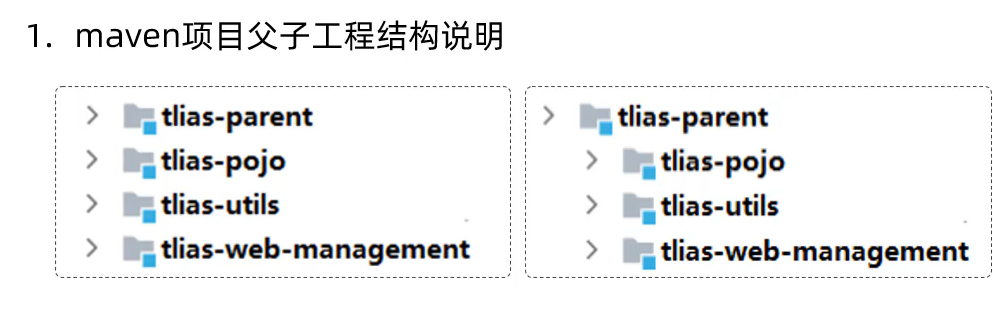 1. maven项目父子工程结构说明
tlias-parent
tlias-pojo
tlias-utils
tlias-web-management
tlias-parent
tlias-pojo
tlias-utils
tlias-web-management